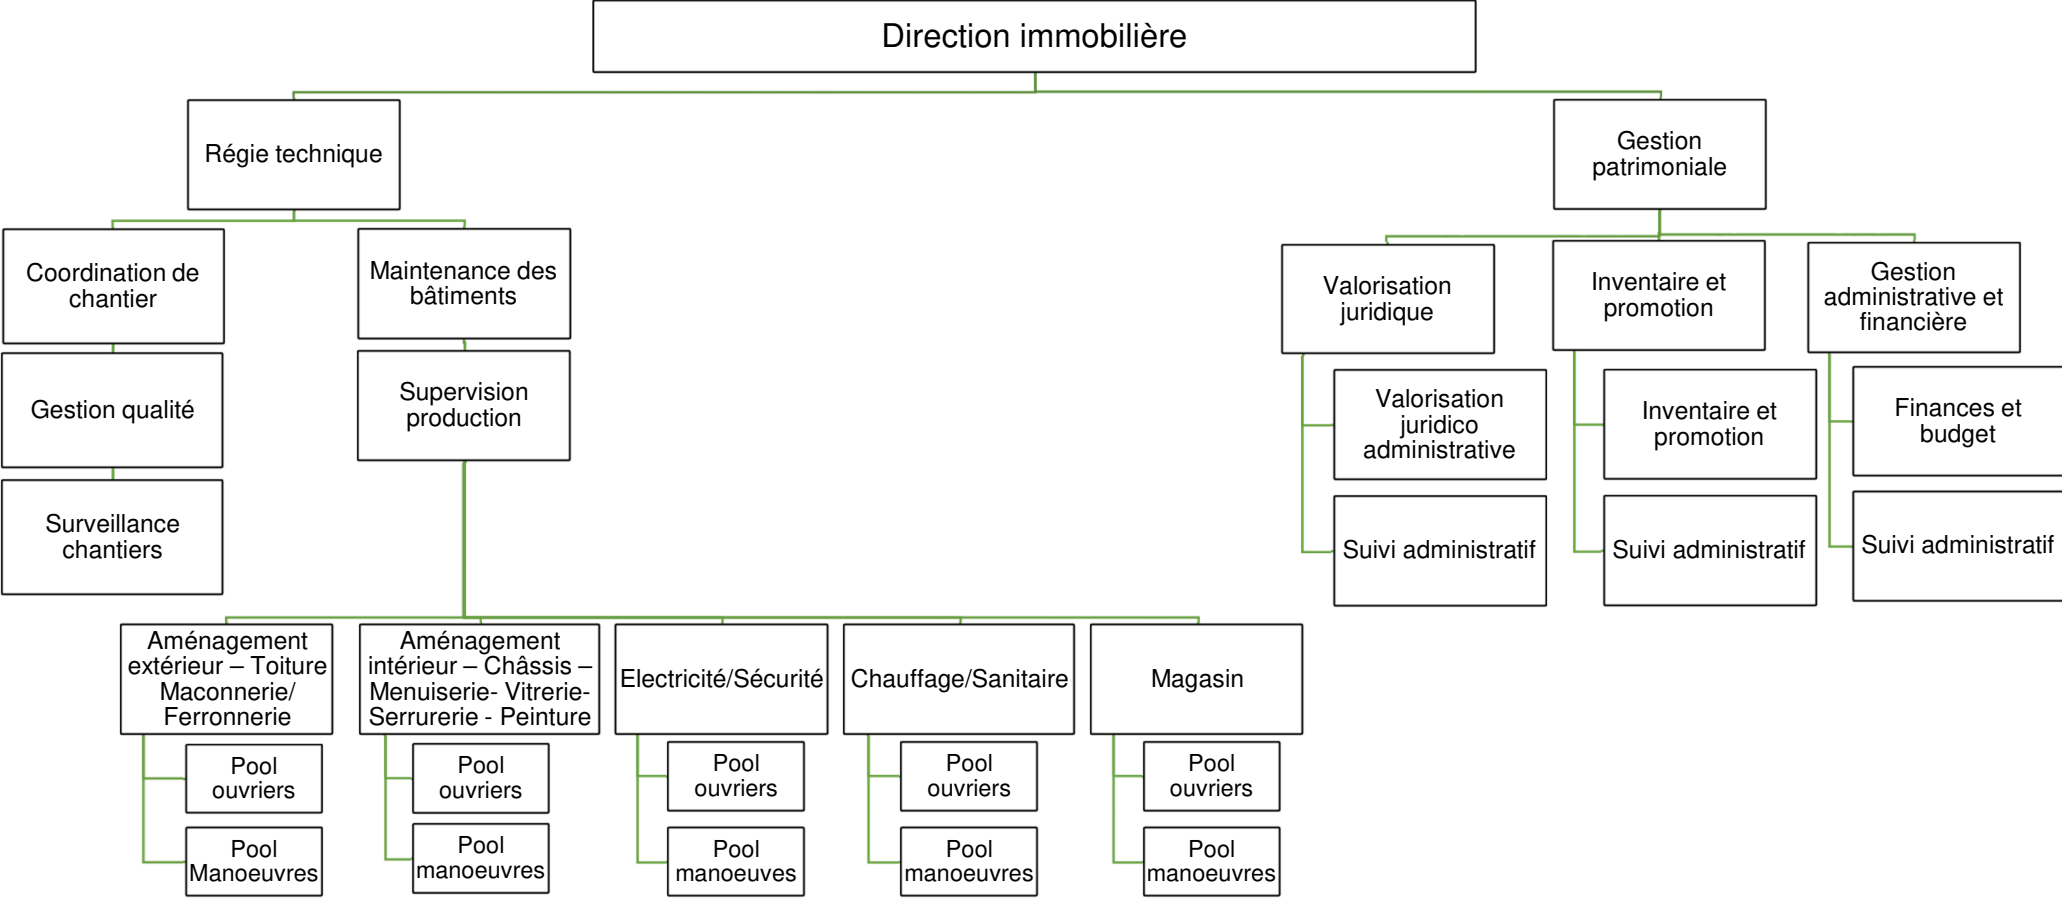 Direction immobilière
Régie technique
Gestion
patrimoniale
Coordination de
chantier
Maintenance des
bâtiments
Valorisation
juridique
Inventaire et
promotion
Gestion
administrative et
financière
Gestion qualité
Supervision
production
Valorisation
juridico
administrative
Inventaire et
promotion
Finances et
budget
Surveillance
chantiers
Suivi administratif
Suivi administratif
Suivi administratif
Aménagement
extérieur – Toiture
Maconnerie/
Ferronnerie
Aménagement
intérieur – Châssis –
Menuiserie- Vitrerie-
Serrurerie - Peinture
Electricité/Sécurité
Chauffage/Sanitaire
Magasin
Pool
ouvriers
Pool
ouvriers
Pool
ouvriers
Pool
ouvriers
Pool
ouvriers
Pool
Manoeuvres
Pool
manoeuvres
Pool
manoeuves
Pool
manoeuvres
Pool
manoeuvres